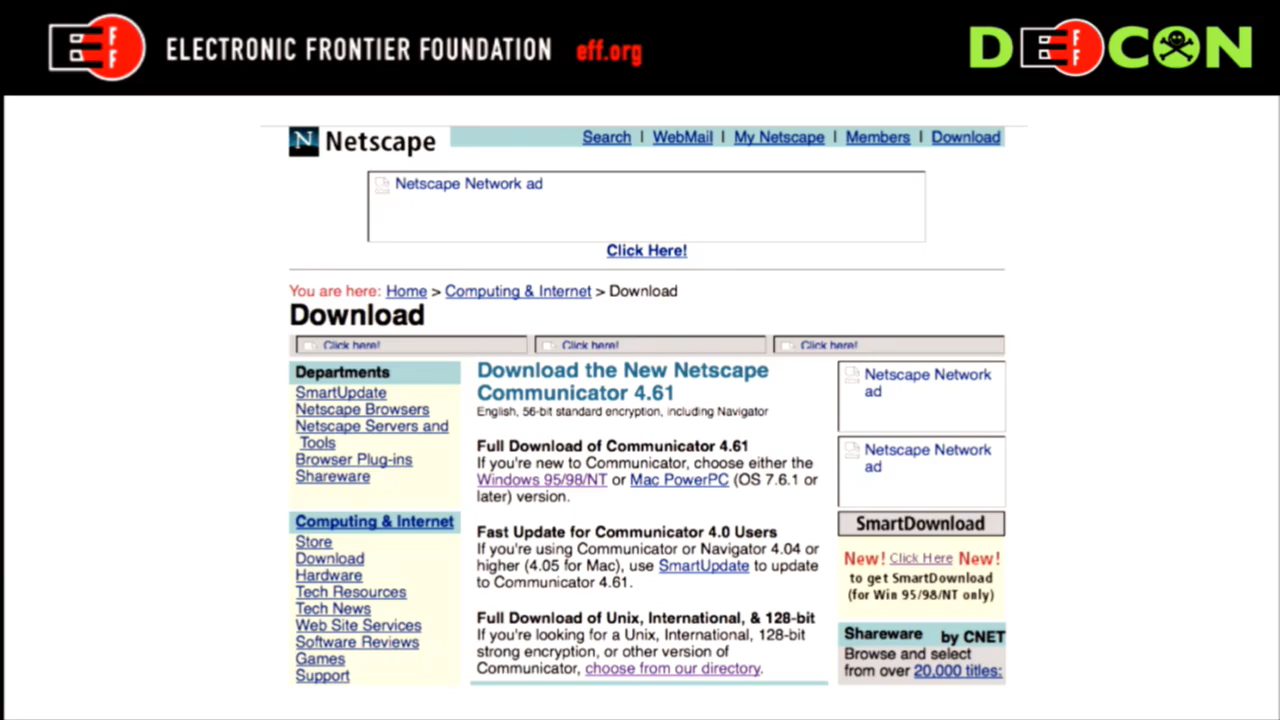 EFF ELECTRONIC FRONTIER FOUNDATION eff.org
DEFCON
N Netscape
Search | WebMail | My Netscape | Members | Download
Netscape Network ad
Click Here!
You are here: Home > Computing & Internet > Download
Download
Click here! Click here! Click here!
Departments
SmartUpdate
Netscape Browsers
Netscape Servers and
Tools
Browser Plug-ins
Shareware
Computing & Internet
Store
Download
Hardware
Tech Resources
Tech News
Web Site Services
Software Reviews
Games
Support
Download the New Netscape
Communicator 4.61
English, 56-bit standard encryption, including Navigator
Full Download of Communicator 4.61
If you're new to Communicator, choose either the
Windows 95/98/NT or Mac PowerPC (OS 7.6.1 or
later) version.
Fast Update for Communicator 4.0 Users
If you're using Communicator or Navigator 4.04 or
higher (4.05 for Mac), use SmartUpdate to update
to Communicator 4.61.
Full Download of Unix, International, & 128-bit
If you're looking for a Unix, International, 128-bit
strong encryption, or other version of
Communicator, choose from our directory.
Netscape Network
ad
Netscape Network
ad
SmartDownload
New! Click Here New!
to get SmartDownload
(for Win 95/98/NT only)
Shareware by CNET
Browse and select
from over 20,000 titles: